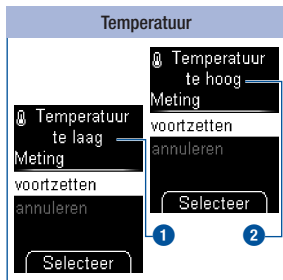 Temperatuur
Temperatuur
te hoog
Meting
voortzetten
annuleren
Selecteer
2
Temperatuur
te laag
Meting
voortzetten
annuleren
Selecteer
1